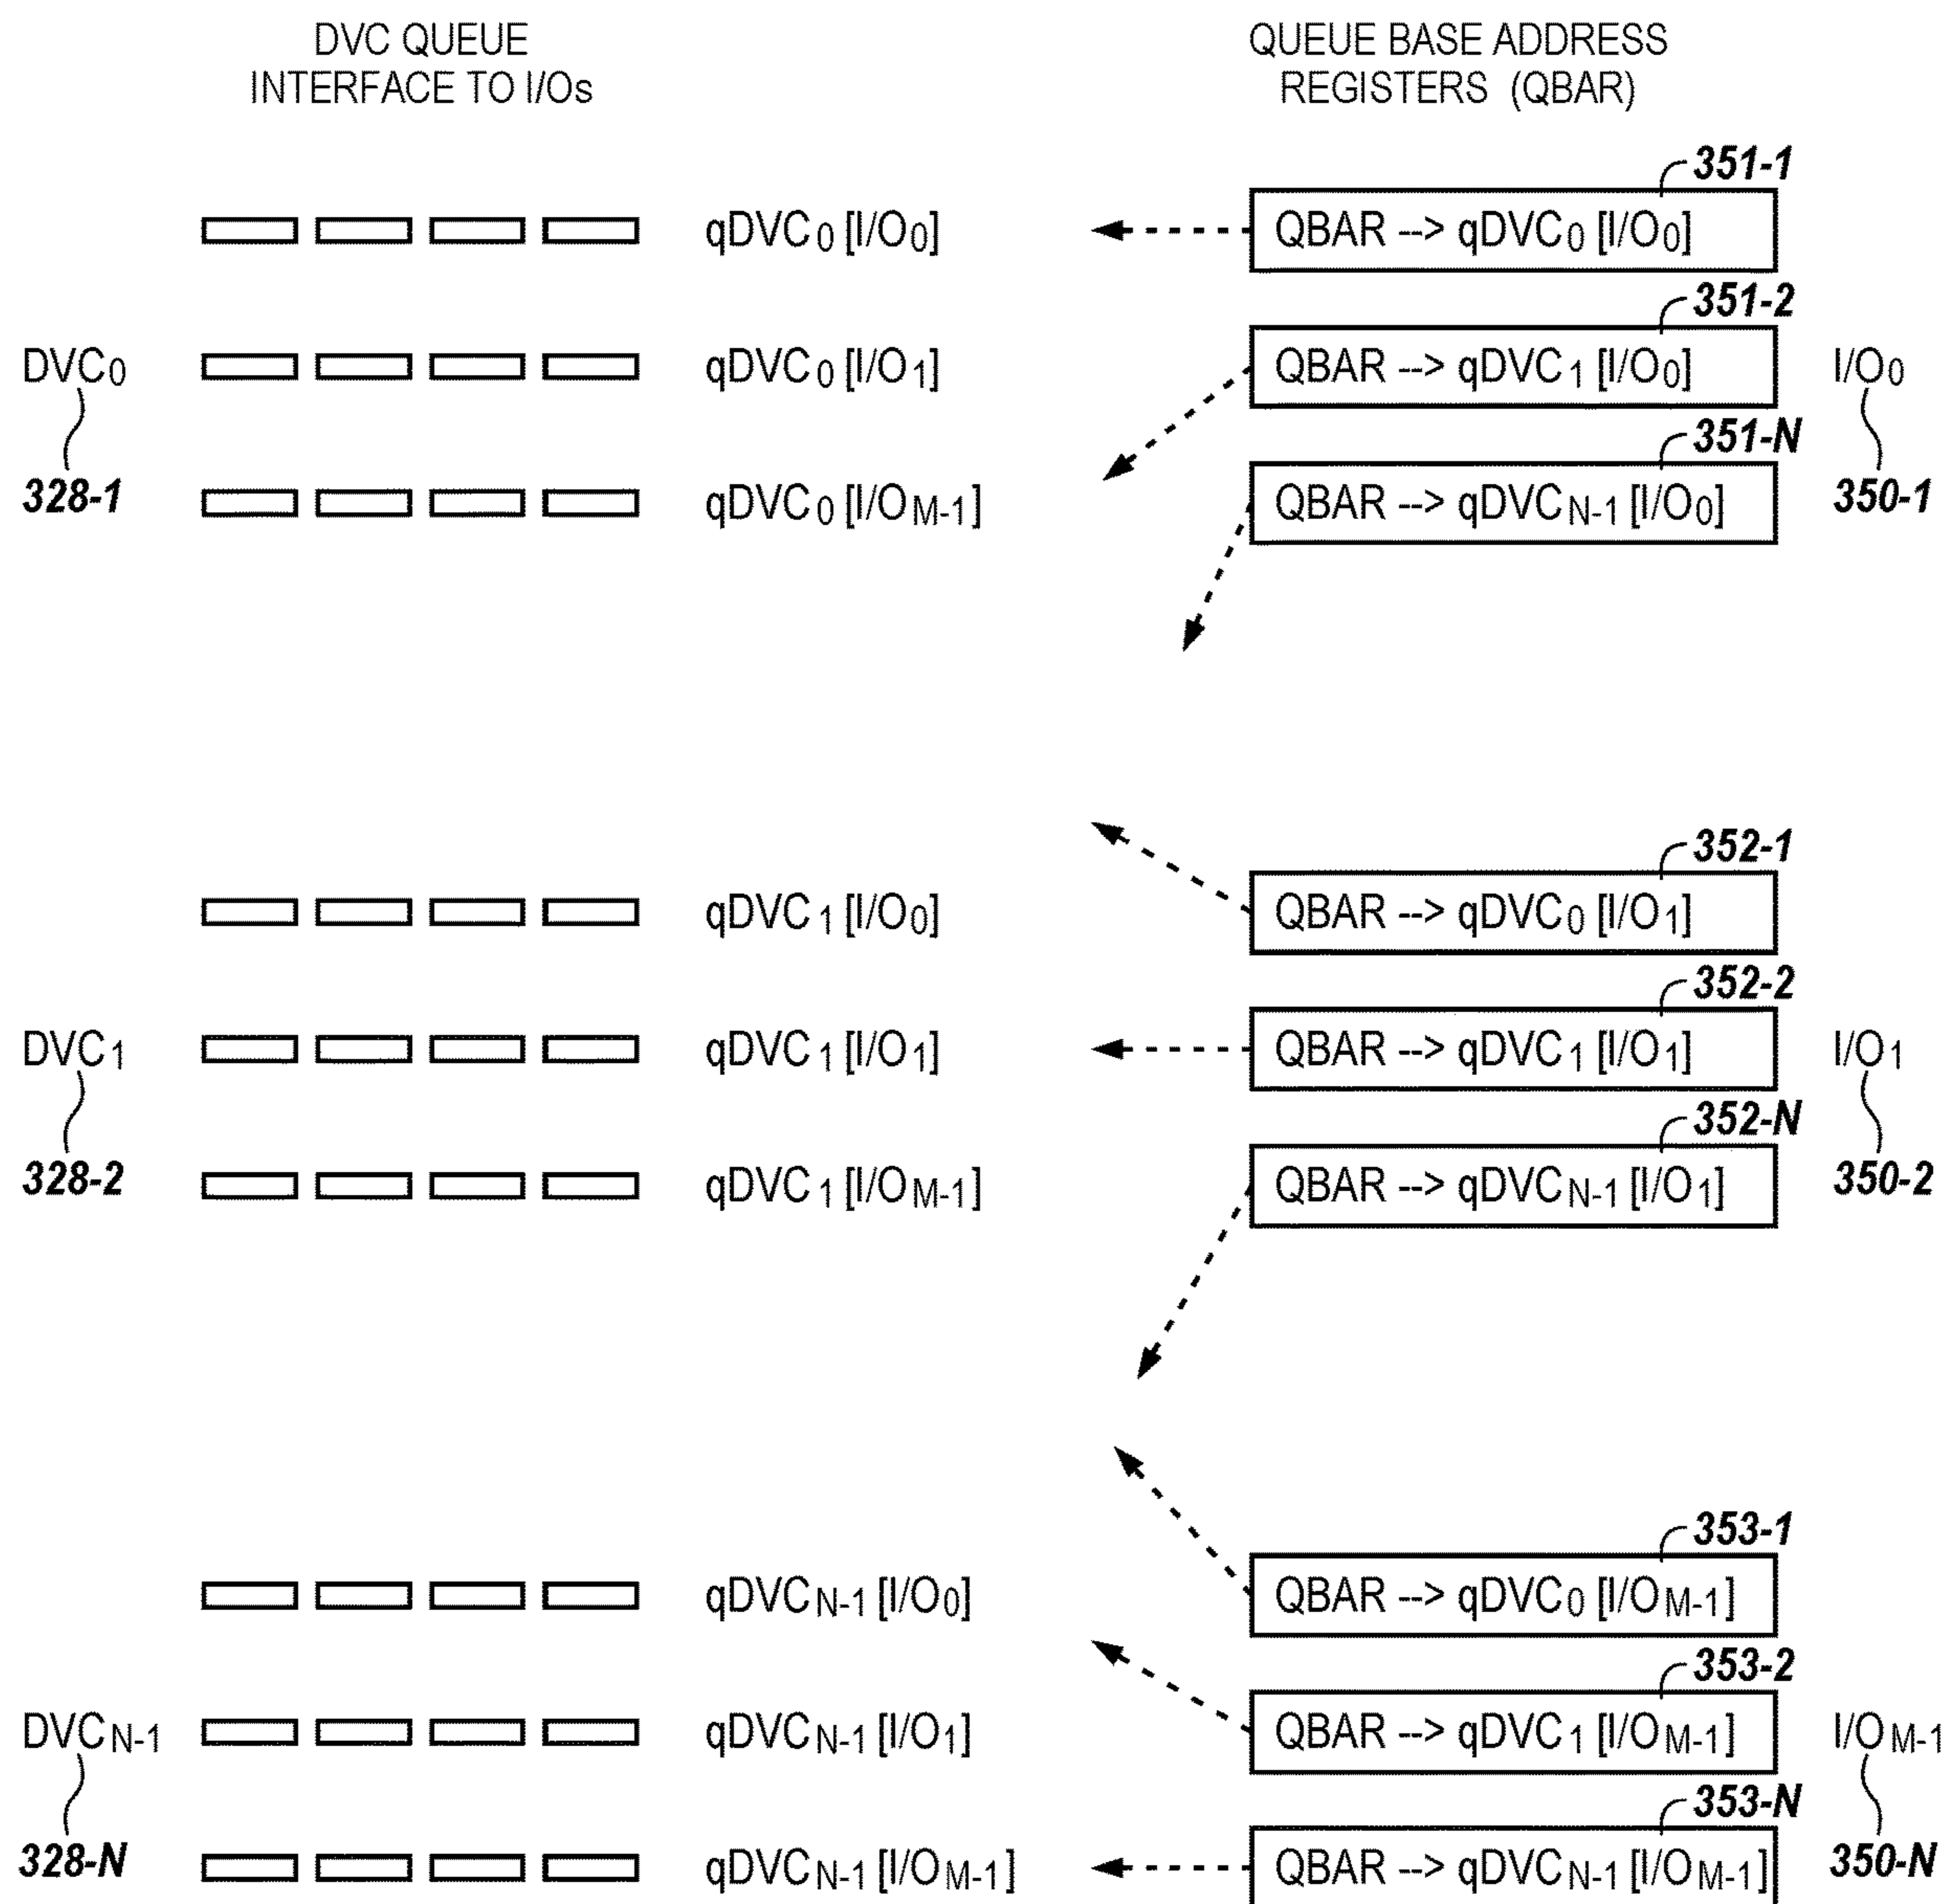 DVC QUEUE
INTERFACE TO I/Os
QUEUE BASE ADDRESS
REGISTERS (QBAR)
351-1
qDVC0 [I/O0]
QBAR --> qDVC0 [I/O0]
351-2
DVC0
qDVC0 [I/O1]
QBAR --> qDVC1 [I/O0]
I/O0
351-N
328-1
qDVC0 [I/OM-1]
QBAR --> qDVCN-1 [I/O0]
350-1
352-1
qDVC1 [I/O0]
QBAR --> qDVC0 [I/O1]
352-2
DVC1
qDVC1 [I/O1]
QBAR --> qDVC1 [I/O1]
I/O1
352-N
328-2
qDVC1 [I/OM-1]
QBAR --> qDVCN-1 [I/O1]
350-2
353-1
qDVCN-1 [I/O0]
QBAR --> qDVC0 [I/OM-1]
353-2
DVCN-1
qDVCN-1 [I/O1]
QBAR --> qDVC1 [I/OM-1]
I/OM-1
353-N
328-N
qDVCN-1 [I/OM-1]
QBAR --> qDVCN-1 [I/OM-1]
350-N